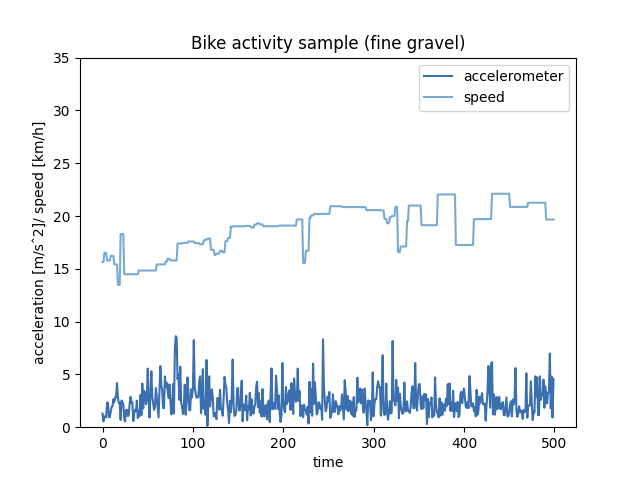 Bike activity sample (fine gravel)
accelerometer
speed
acceleration [m/s^2]/ speed [km/h]
35
30
25
20
15
10
5
0
0 100 200 300 400 500
time